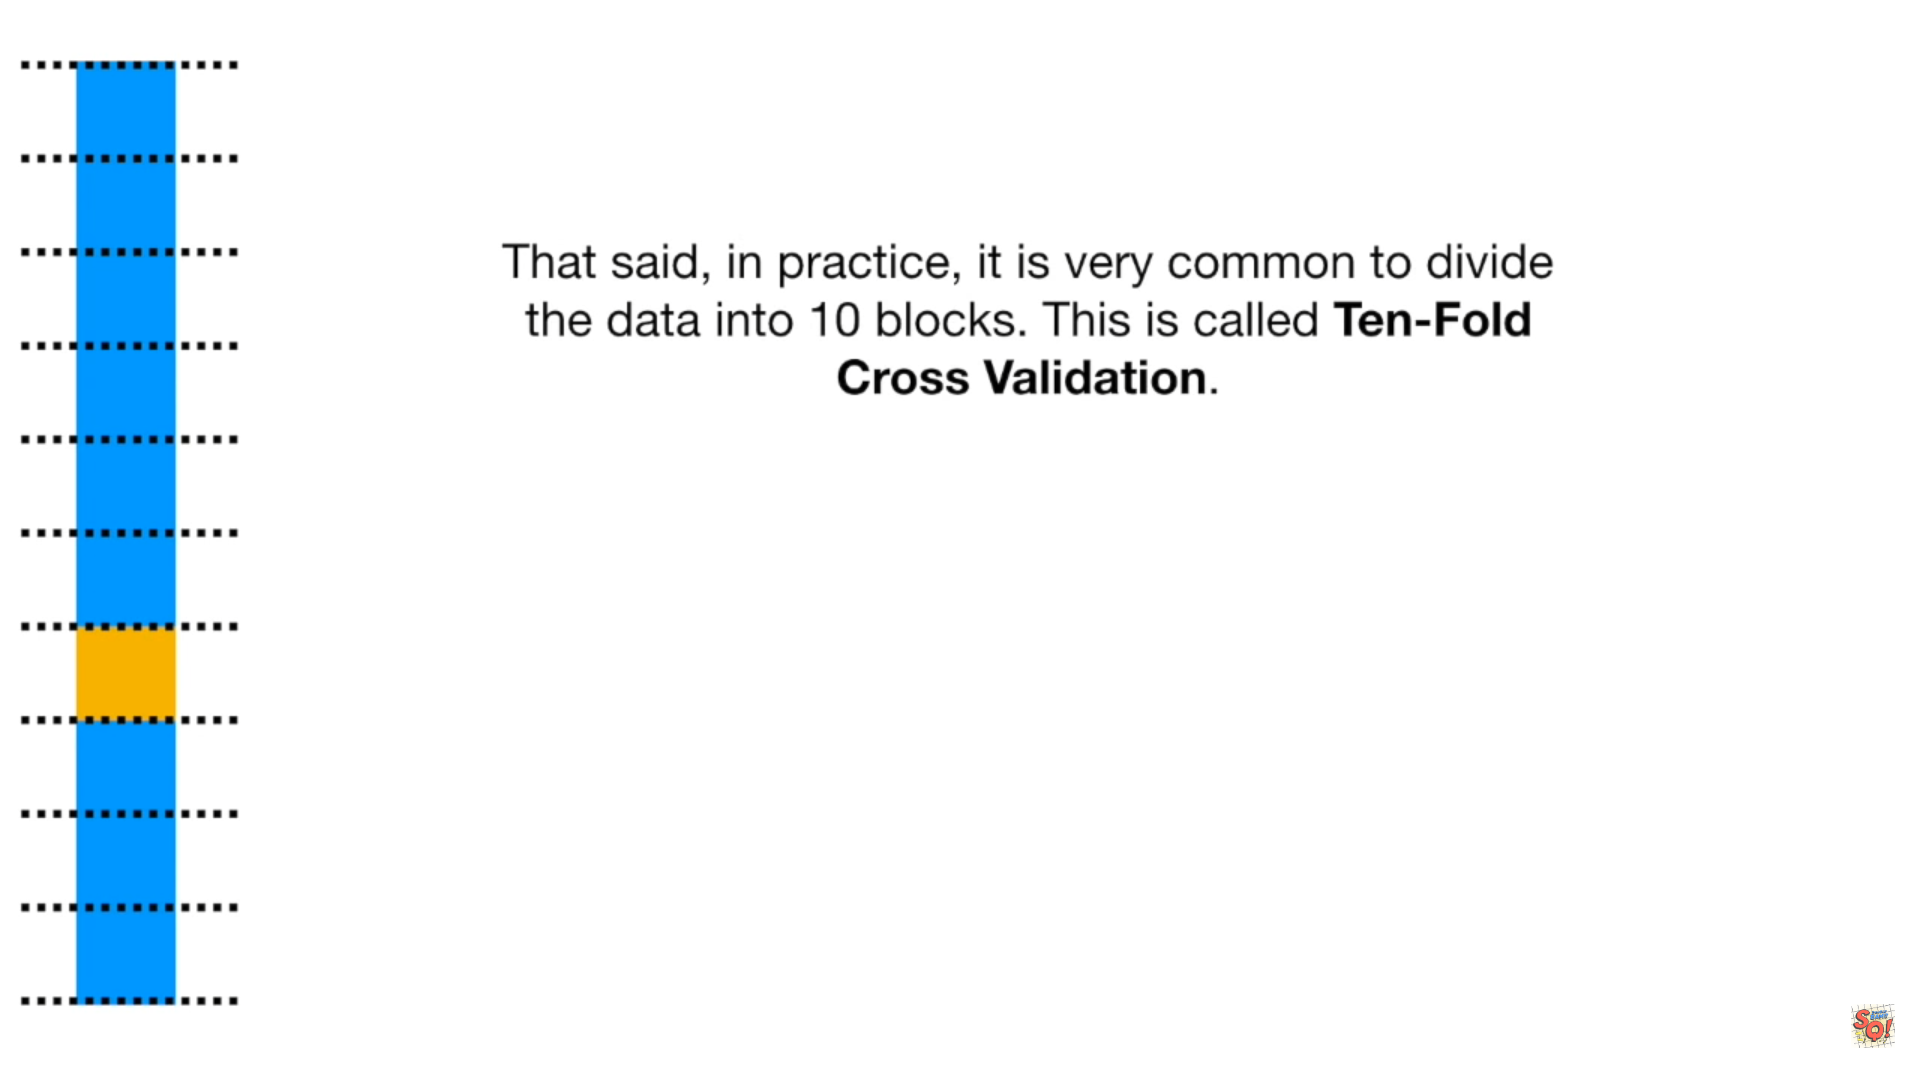 That said, in practice, it is very common to divide
the data into 10 blocks. This is called Ten-Fold
Cross Validation.
SQ!